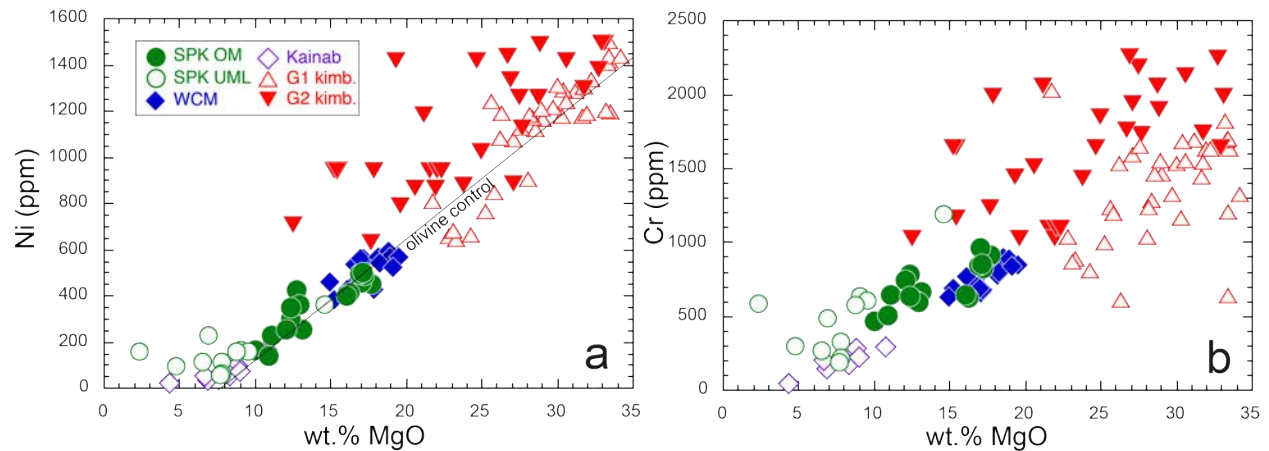 1600
1400
1200
1000
800
600
400
200
0
Ni (ppm)
SPK OM
SPK UML
WCM
Kainab
G1 kimb.
G2 kimb.
olivine control
a
0 5 10 15 20 25 30 35
wt.% MgO
2500
2000
1500
1000
500
0
Cr (ppm)
b
0 5 10 15 20 25 30 35
wt.% MgO